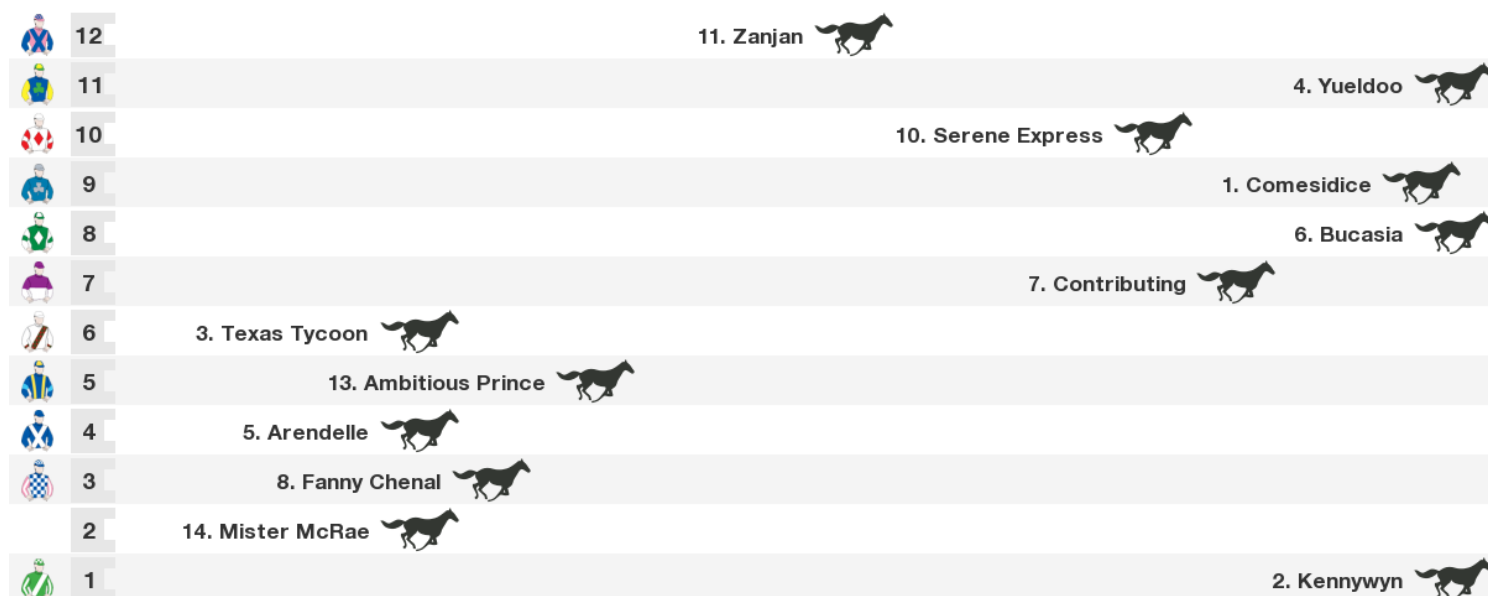 12 11. Zanjan
11 4. Yueldoo
10 10. Serene Express
9 1. Comesidice
8 6. Bucasia
7 7. Contributing
6 3. Texas Tycoon
5 13. Ambitious Prince
4 5. Arendelle
3 8. Fanny Chenal
2 14. Mister McRae
1 2. Kennywyn